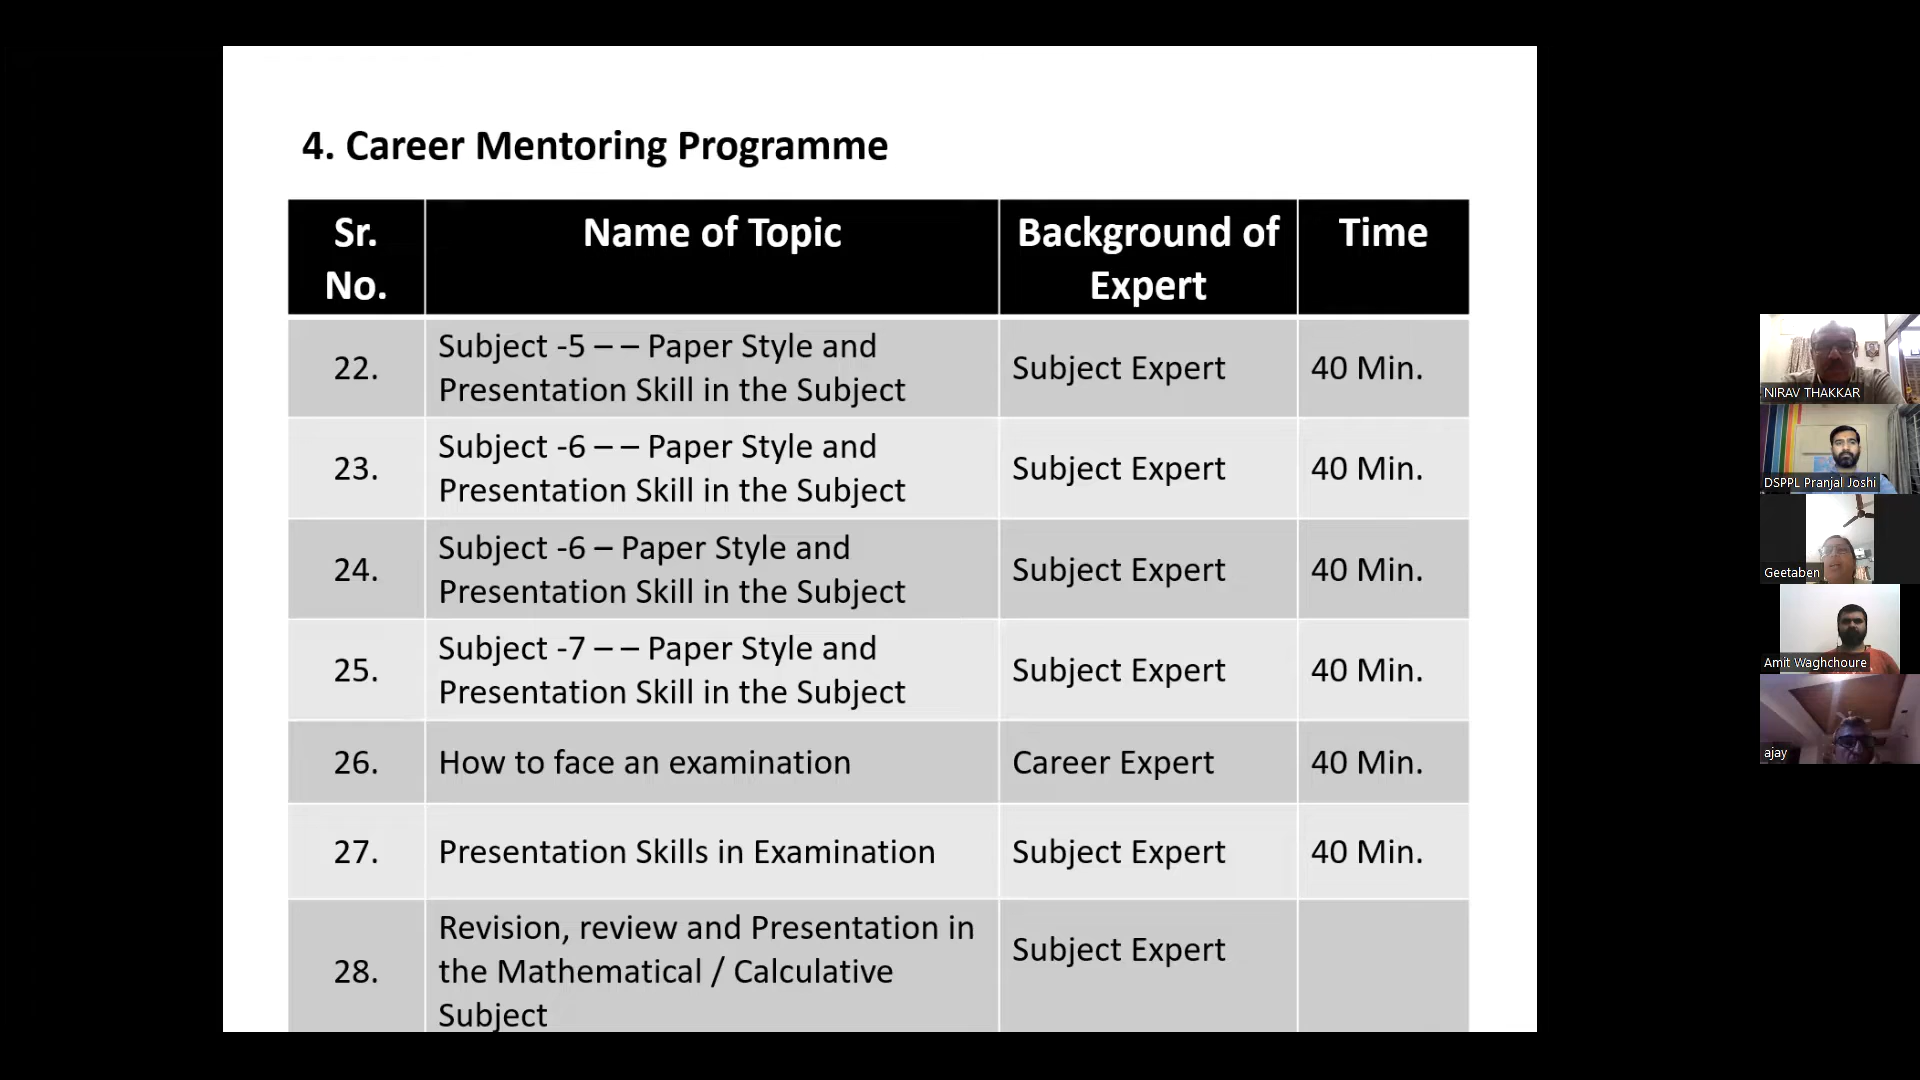 4. Career Mentoring Programme
Sr. No. Name of Topic Background of Expert Time
22. Subject -5 – – Paper Style and Presentation Skill in the Subject Subject Expert 40 Min.
23. Subject -6 – – Paper Style and Presentation Skill in the Subject Subject Expert 40 Min.
24. Subject -6 – Paper Style and Presentation Skill in the Subject Subject Expert 40 Min.
25. Subject -7 – – Paper Style and Presentation Skill in the Subject Subject Expert 40 Min.
26. How to face an examination Career Expert 40 Min.
27. Presentation Skills in Examination Subject Expert 40 Min.
28. Revision, review and Presentation in the Mathematical / Calculative Subject Subject Expert
NIRAV THAKKAR
DSPPL Pranjal Joshi
Geetaben
Amit Waghchoure
ajay